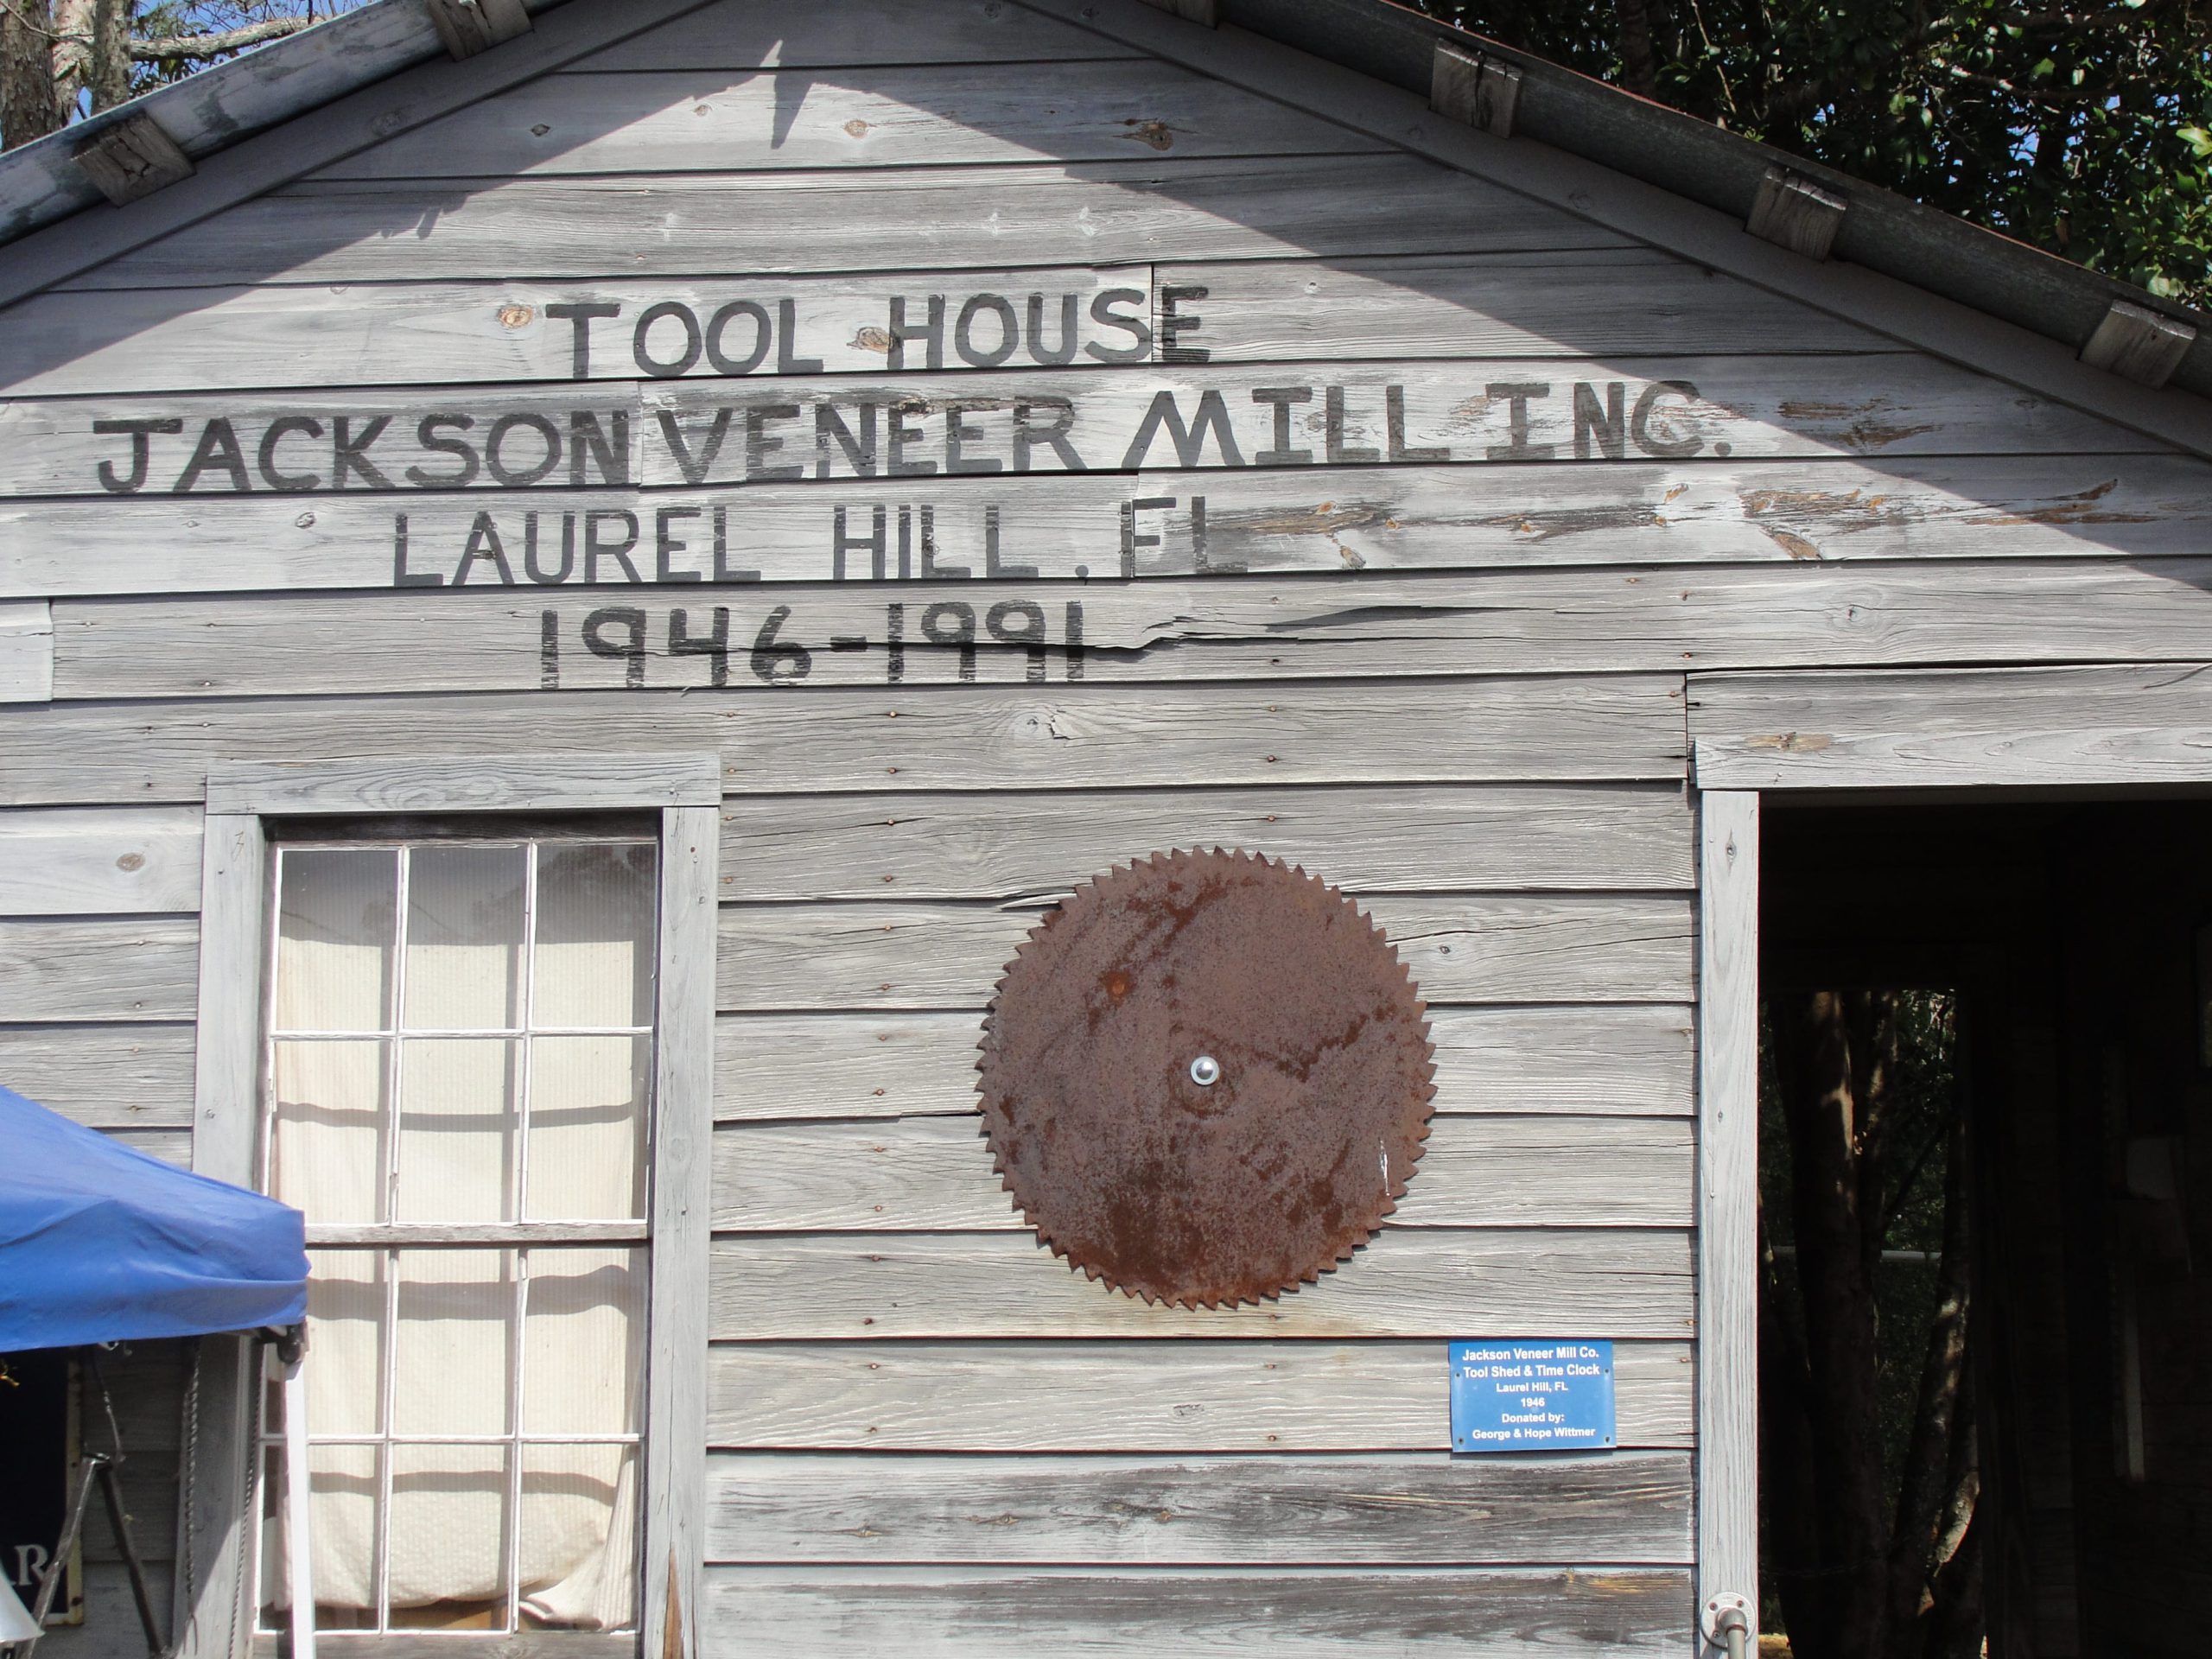 TOOL HOUSE
JACKSON VENEER MILL INC.
LAUREL HILL. FL
1946-1991
Jackson Veneer Mill Co.
Tool Shed & Time Clock
Laurel Hill, FL
1946
Donated by:
George & Hope Wittmer